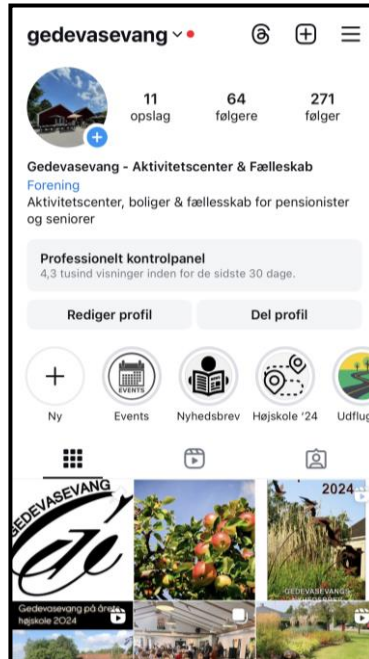 gedevasevang
11 64 271
opslag følgere følger
Gedevasevang - Aktivitetscenter & Fælleskab
Forening
Aktivitetscenter, boliger & fællesskab for pensionister
og seniorer
Professionelt kontrolpanel
4,3 tusind visninger inden for de sidste 30 dage.
Rediger profil Del profil
EVENTS
Ny Events Nyhedsbrev Højskole '24 Udflug
GEDEVASEVANG
2024
GEDEVASEVANGS
Gedevasevang på årets
højskole 2024